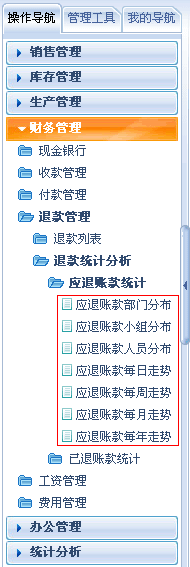 操作导航 管理工具 我的导航
销售管理
库存管理
生产管理
财务管理
现金银行
收款管理
付款管理
退款管理
退款列表
退款统计分析
应退账款统计
应退账款部门分布
应退账款小组分布
应退账款人员分布
应退账款每日走势
应退账款每周走势
应退账款每月走势
应退账款每年走势
已退账款统计
工资管理
费用管理
办公管理
统计分析